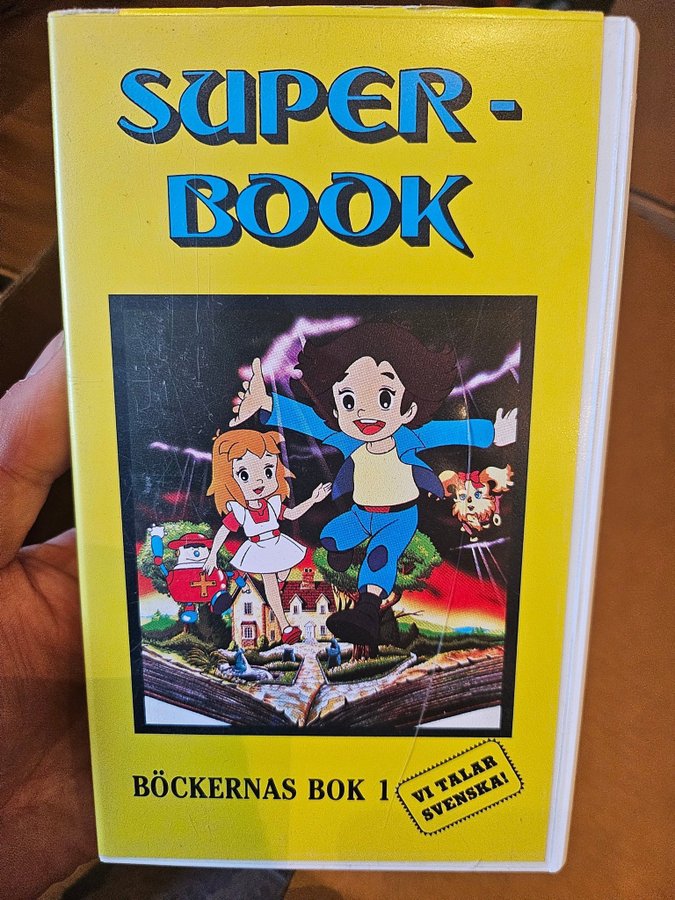 SUPER-
BOOK
BÖCKERNAS BOK 1
VI TALAR
SVENSKA!